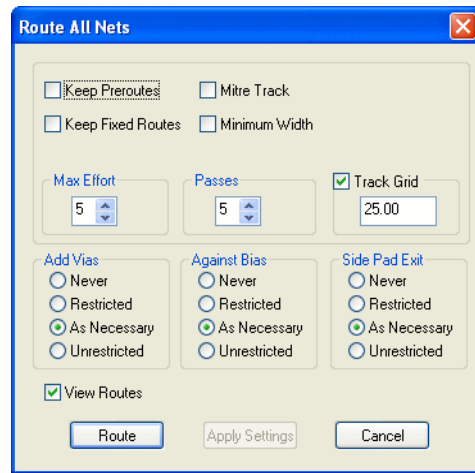 Route All Nets
Keep Preroutes Mitre Track
Keep Fixed Routes Minimum Width
Max Effort Passes Track Grid
5 5 25.00
Add Vias Against Bias Side Pad Exit
Never Never Never
Restricted Restricted Restricted
As Necessary As Necessary As Necessary
Unrestricted Unrestricted Unrestricted
View Routes
Route Apply Settings Cancel